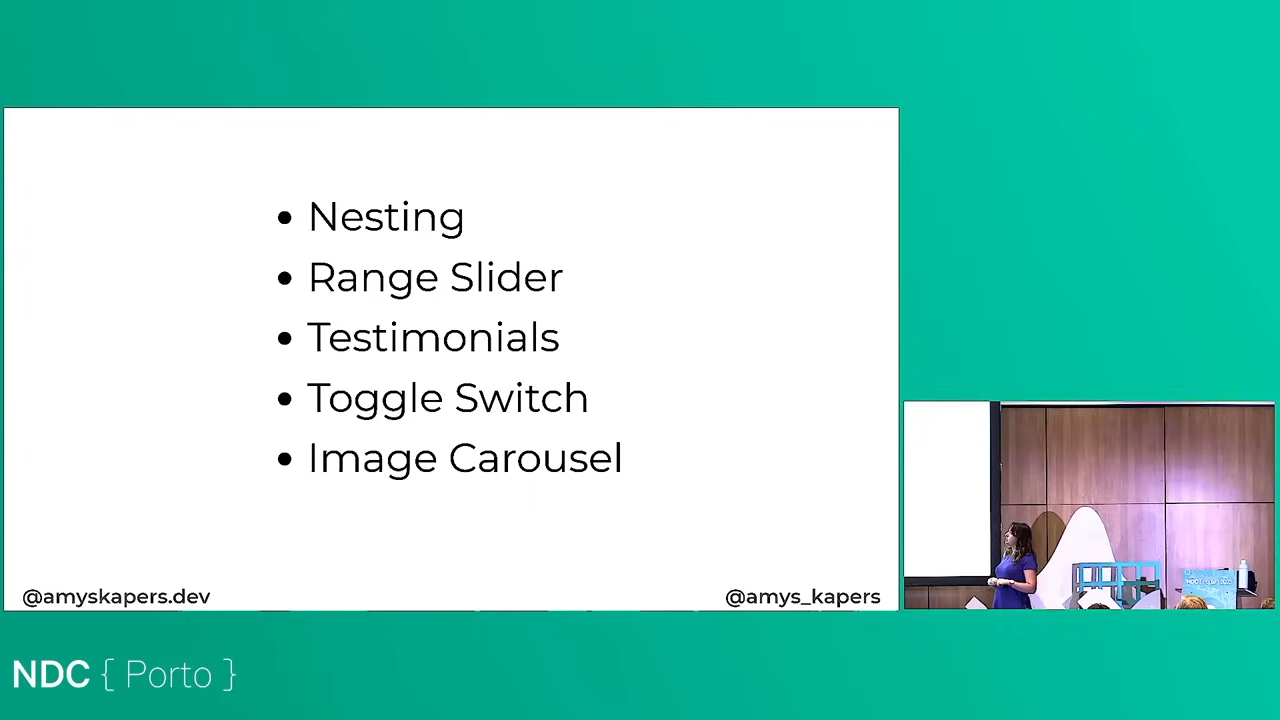 Nesting
Range Slider
Testimonials
Toggle Switch
Image Carousel
@amyskapers.dev
@amys_kapers
NDC { Porto }